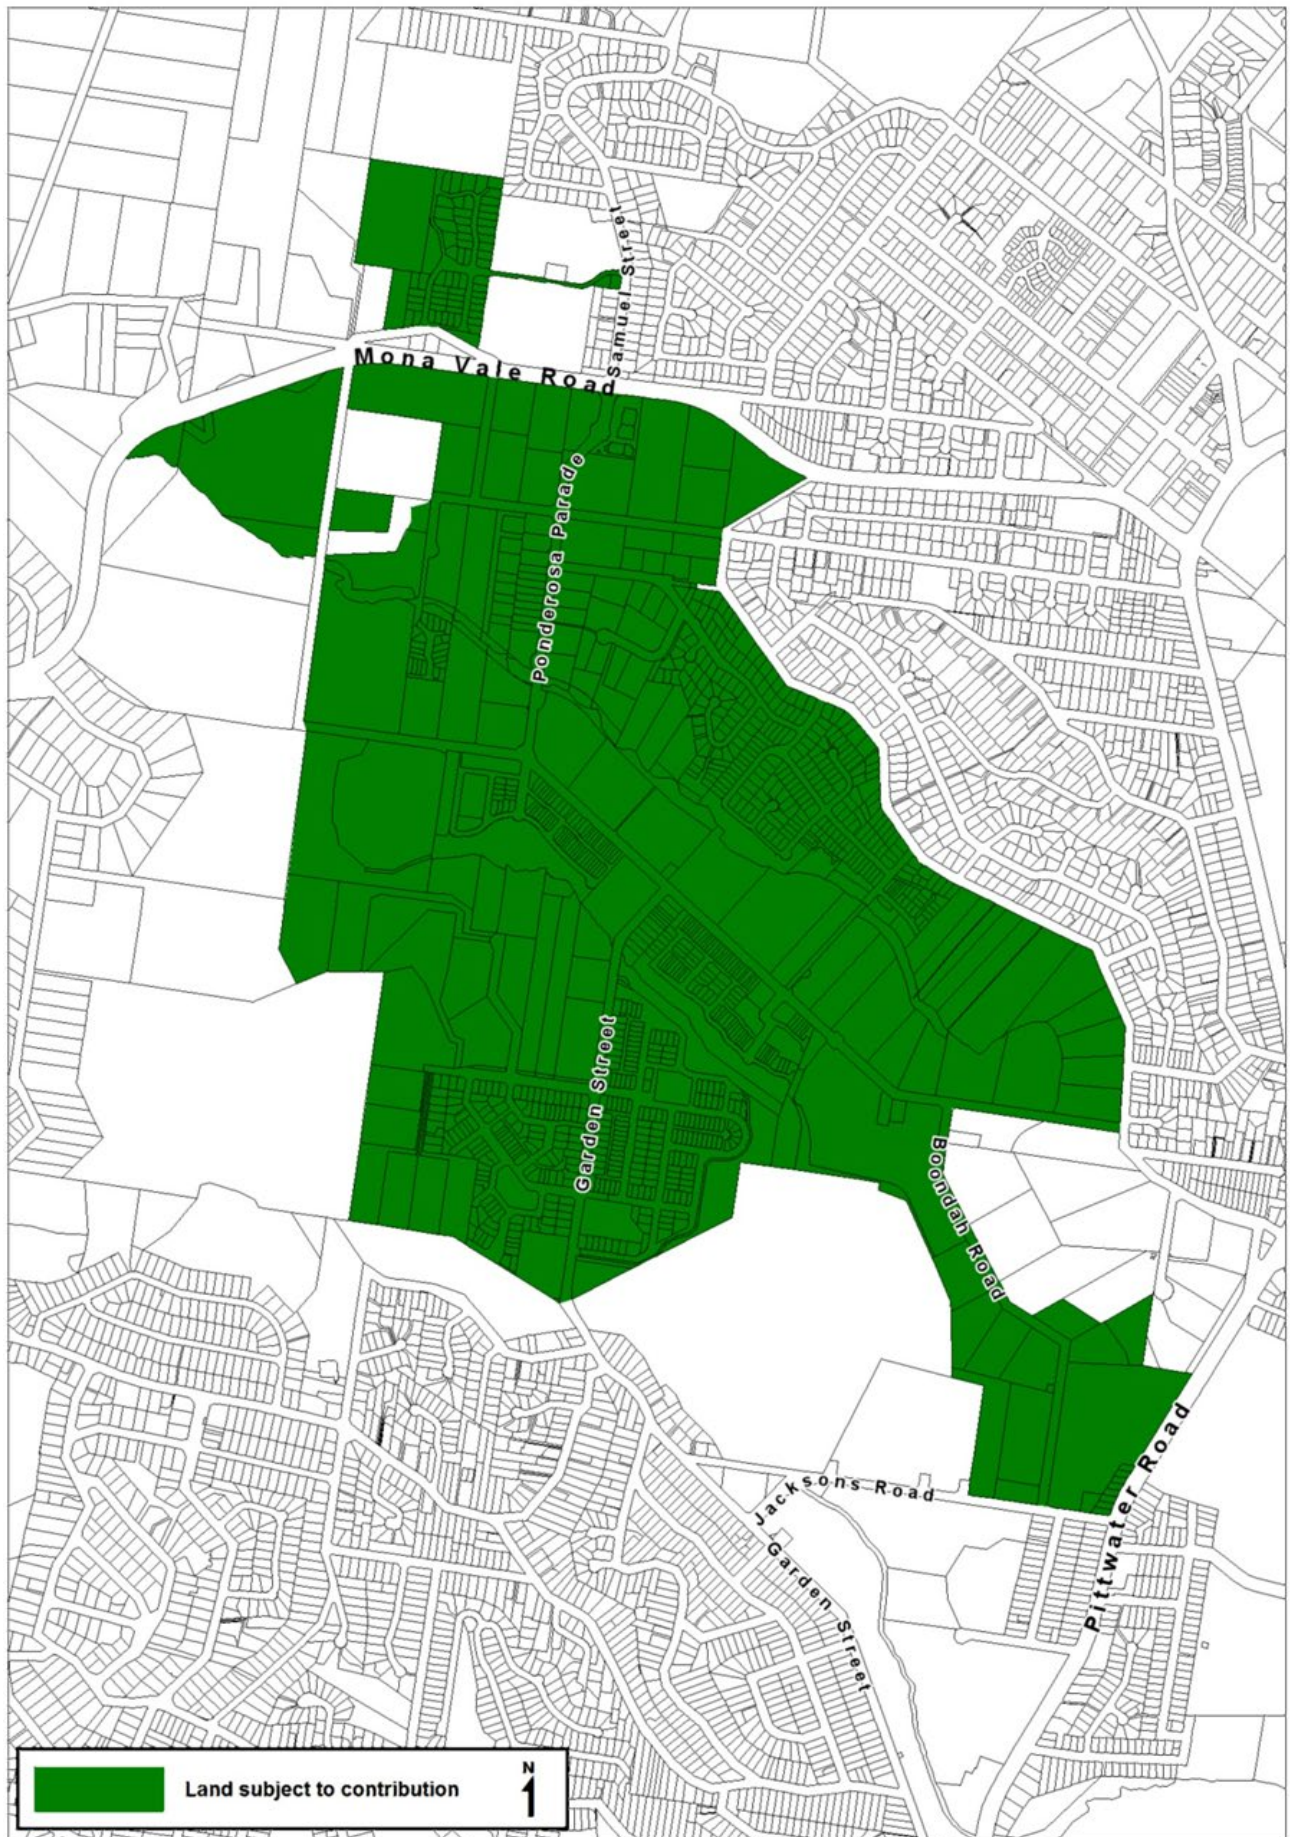 Samuel Street
Mona Vale Road
Ponderosa Parade
Garden Street
Boondah Road
Pittwater Road
Jacksons Road
Garden Street
N
Land subject to contribution